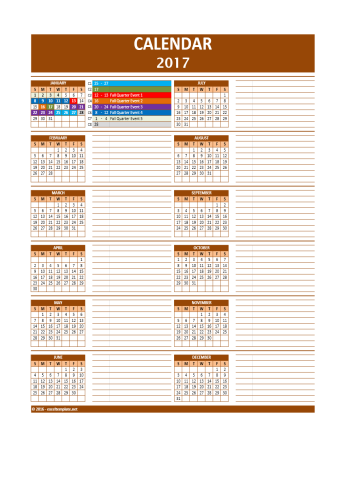 CALENDAR
2017
JANUARY
S M T W T F S
1 2 3 4 5 6 7
8 9 10 11 12 13 14
15 16 17 18 19 20 21
22 23 24 25 26 27 28
29 30 31
Full Quarter Event 1
Full Quarter Event 2
20 - 24 Full Quarter Event 3
8 - 12 Full Quarter Event 4
Full Quarter Event 5
JULY
S M T W T F S
1
2 3 4 5 6 7 8
9 10 11 12 13 14 15
16 17 18 19 20 21 22
23 24 25 26 27 28 29
30 31
FEBRUARY
S M T W T F S
1 2 3 4
5 6 7 8 9 10 11
12 13 14 15 16 17 18
19 20 21 22 23 24 25
26 27 28
AUGUST
S M T W T F S
1 2 3 4 5
6 7 8 9 10 11 12
13 14 15 16 17 18 19
20 21 22 23 24 25 26
27 28 29 30 31
MARCH
S M T W T F S
1 2 3 4
5 6 7 8 9 10 11
12 13 14 15 16 17 18
19 20 21 22 23 24 25
26 27 28 29 30 31
SEPTEMBER
S M T W T F S
1 2
3 4 5 6 7 8 9
10 11 12 13 14 15 16
17 18 19 20 21 22 23
24 25 26 27 28 29 30
APRIL
S M T W T F S
1
2 3 4 5 6 7 8
9 10 11 12 13 14 15
16 17 18 19 20 21 22
23 24 25 26 27 28 29
30
OCTOBER
S M T W T F S
1 2 3 4 5 6 7
8 9 10 11 12 13 14
15 16 17 18 19 20 21
22 23 24 25 26 27 28
29 30 31
MAY
S M T W T F S
1 2 3 4 5 6
7 8 9 10 11 12 13
14 15 16 17 18 19 20
21 22 23 24 25 26 27
28 29 30 31
NOVEMBER
S M T W T F S
1 2 3 4
5 6 7 8 9 10 11
12 13 14 15 16 17 18
19 20 21 22 23 24 25
26 27 28 29 30
JUNE
S M T W T F S
1 2 3
4 5 6 7 8 9 10
11 12 13 14 15 16 17
18 19 20 21 22 23 24
25 26 27 28 29 30
DECEMBER
S M T W T F S
1 2
3 4 5 6 7 8 9
10 11 12 13 14 15 16
17 18 19 20 21 22 23
24 25 26 27 28 29 30
31
© 2016 - exceltemplate.net